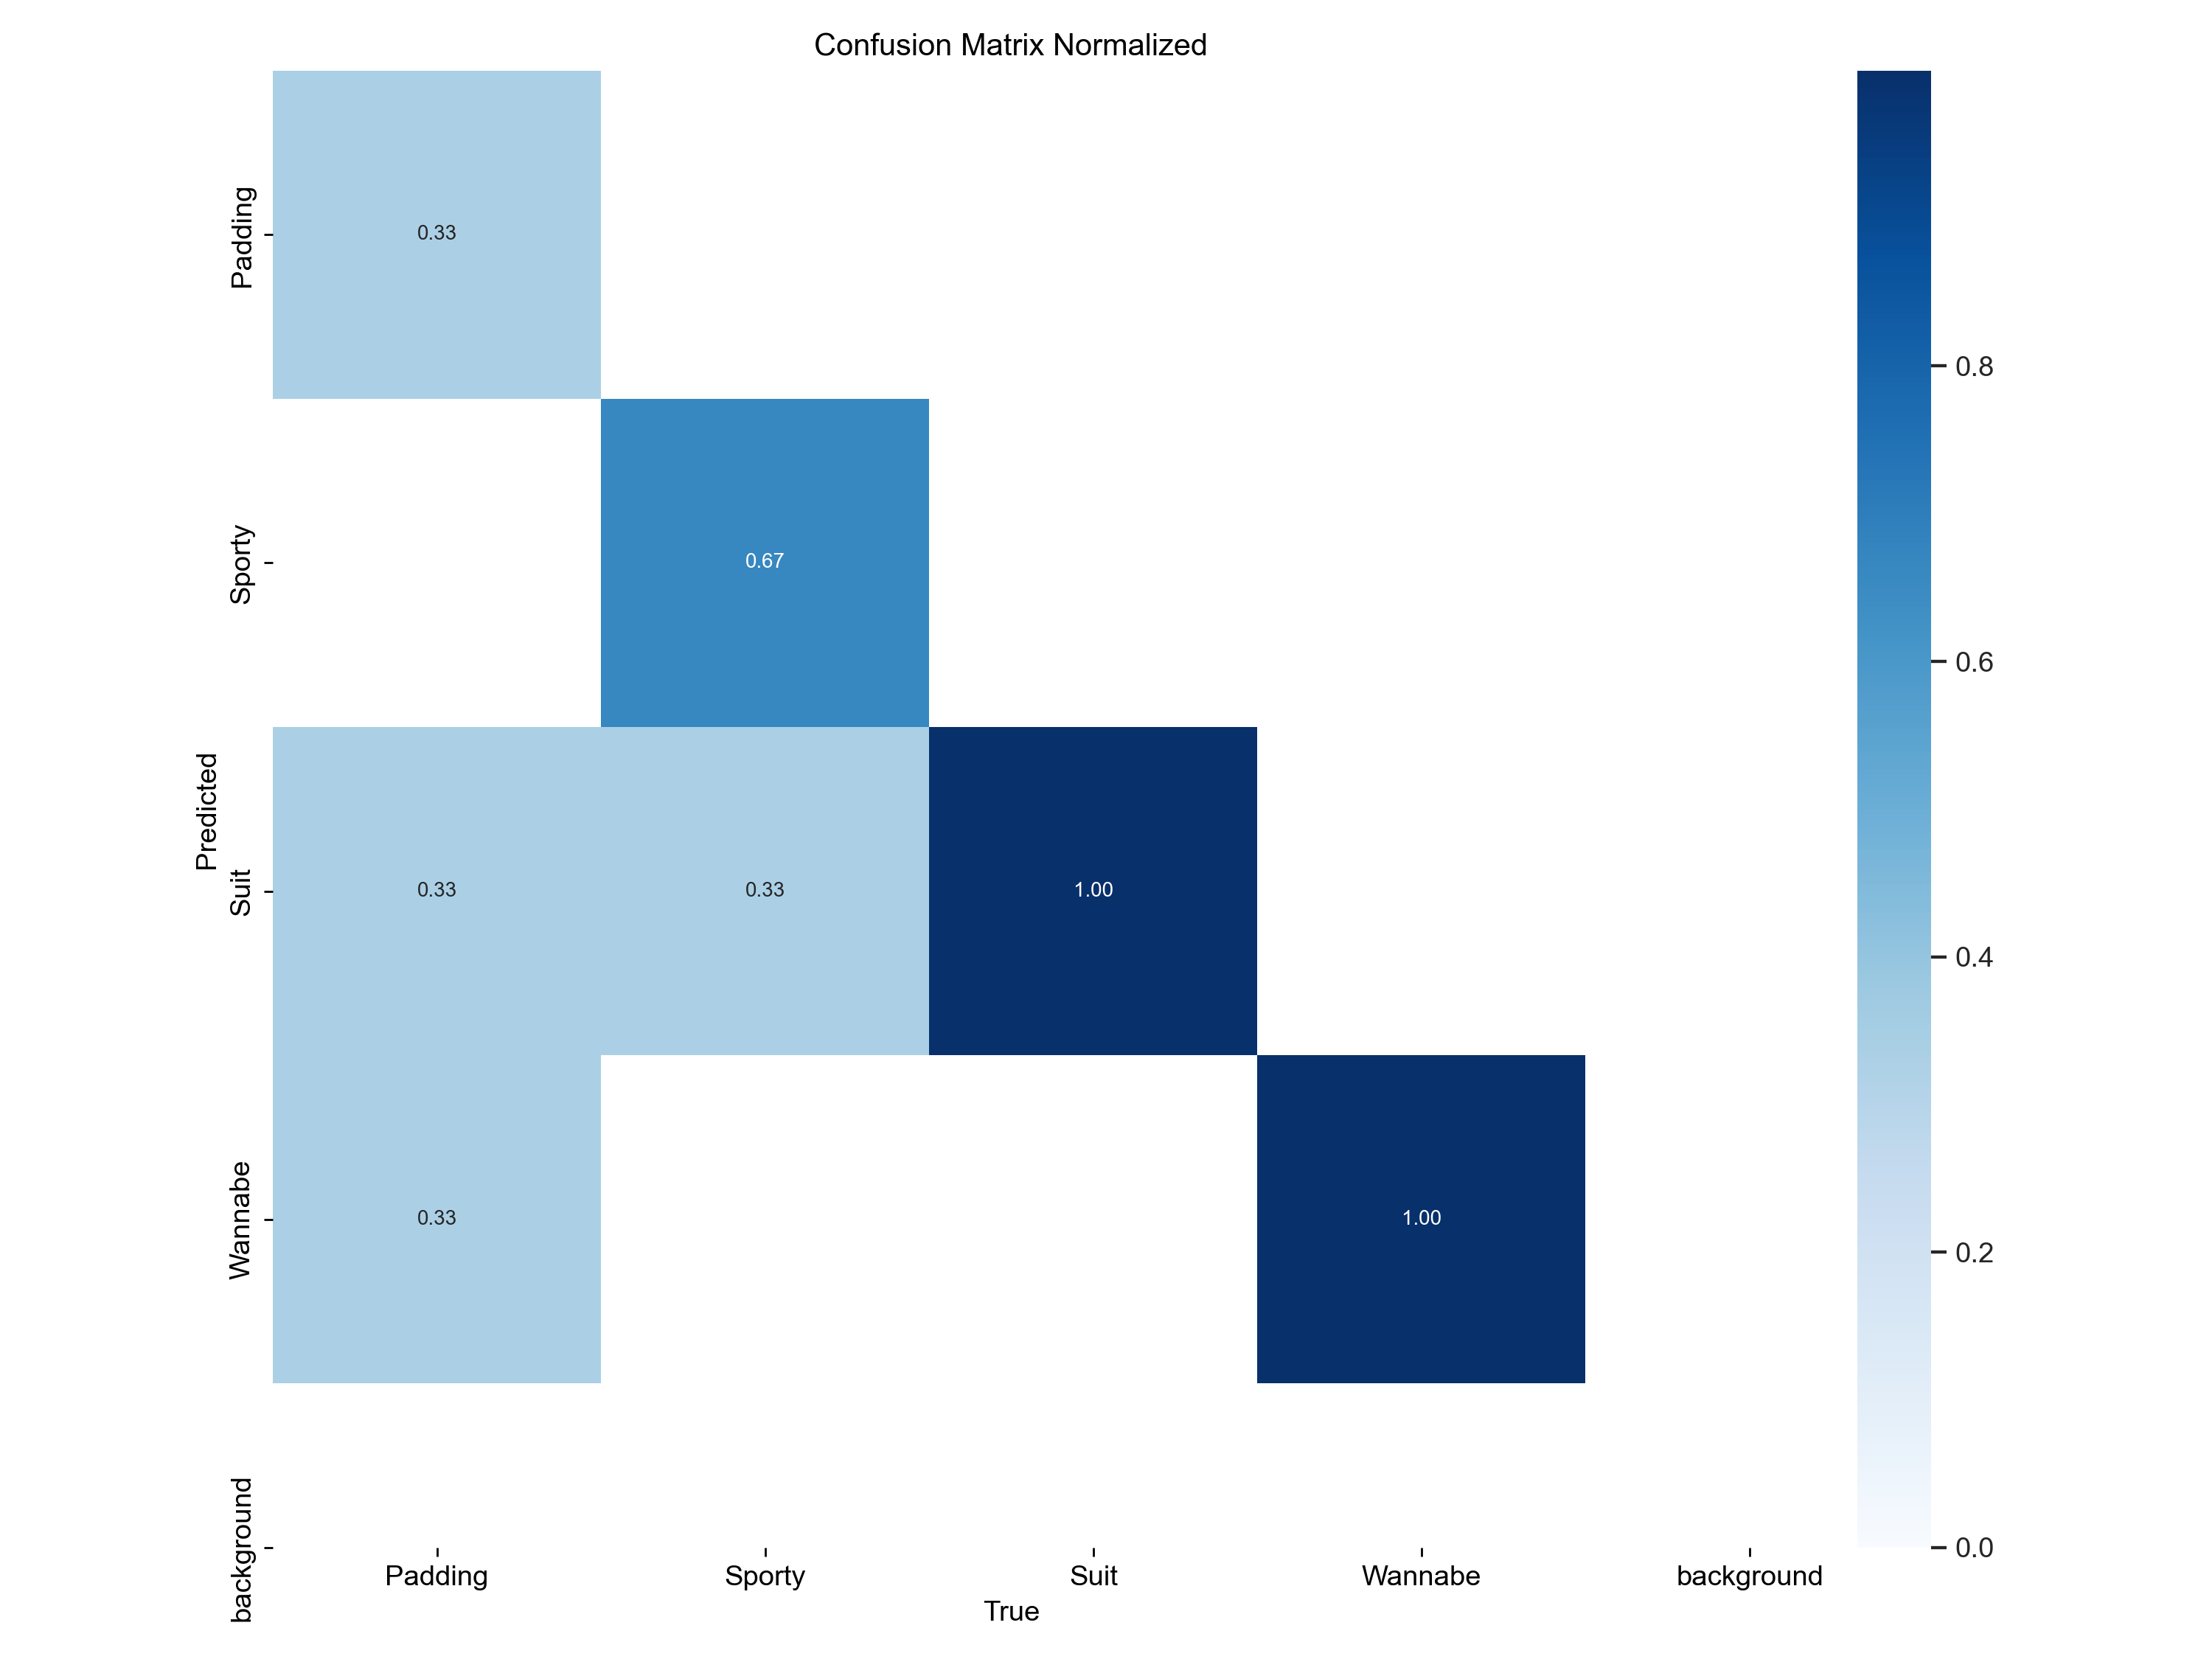 Confusion Matrix Normalized
Predicted
Padding
0.33
Sporty
0.67
Suit
0.33 0.33 1.00
Wannabe
0.33 1.00
background
Padding Sporty Suit Wannabe background
True
0.8
0.6
0.4
0.2
0.0